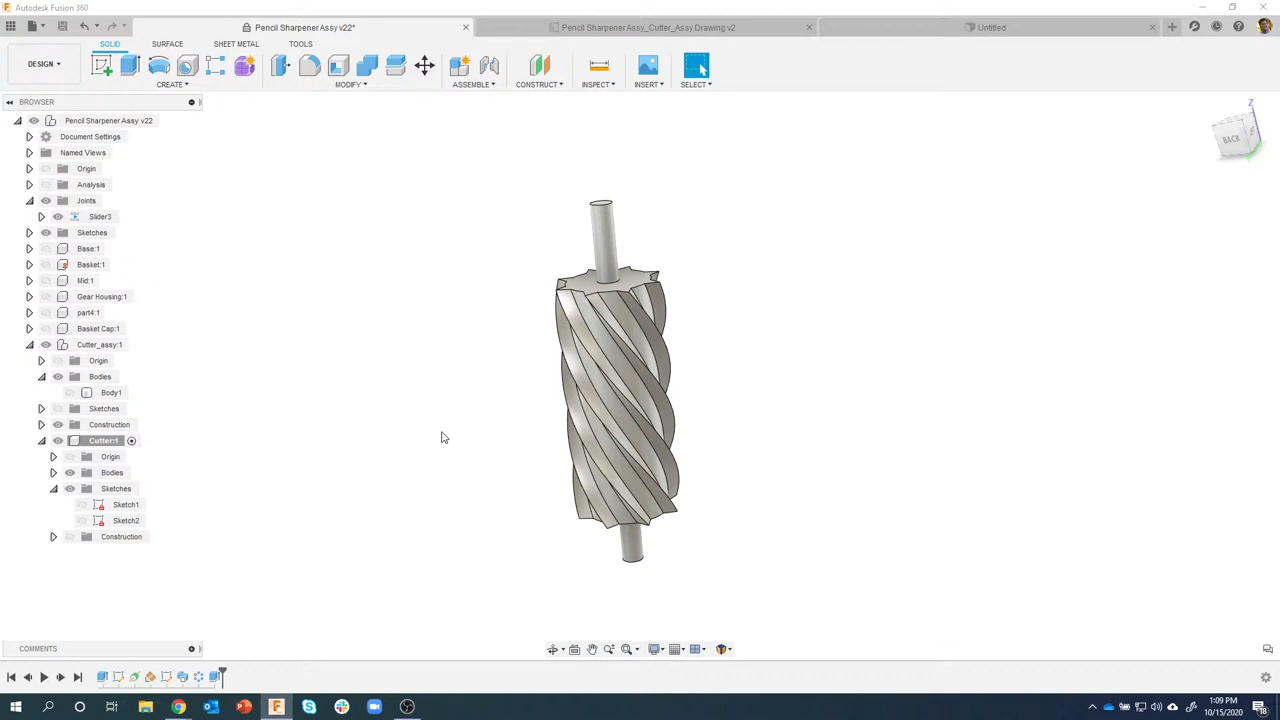 Autodesk Fusion 360
Pencil Sharpener Assy v22*
Pencil Sharpener Assy_Cutter_Assy Drawing v2
Untitled
SOLID
SURFACE
SHEET METAL
TOOLS
DESIGN
CREATE
MODIFY
ASSEMBLE
CONSTRUCT
INSPECT
INSERT
SELECT
BROWSER
Pencil Sharpener Assy v22
Document Settings
Named Views
Origin
Analysis
Joints
Slider3
Sketches
Base:1
Basket:1
Mid:1
Gear Housing:1
part4:1
Basket Cap:1
Cutter_assy:1
Origin
Bodies
Body1
Sketches
Construction
Cutter:1
Origin
Bodies
Sketches
Sketch1
Sketch2
Construction
Z
BACK
COMMENTS
1:09 PM
10/15/2020
18